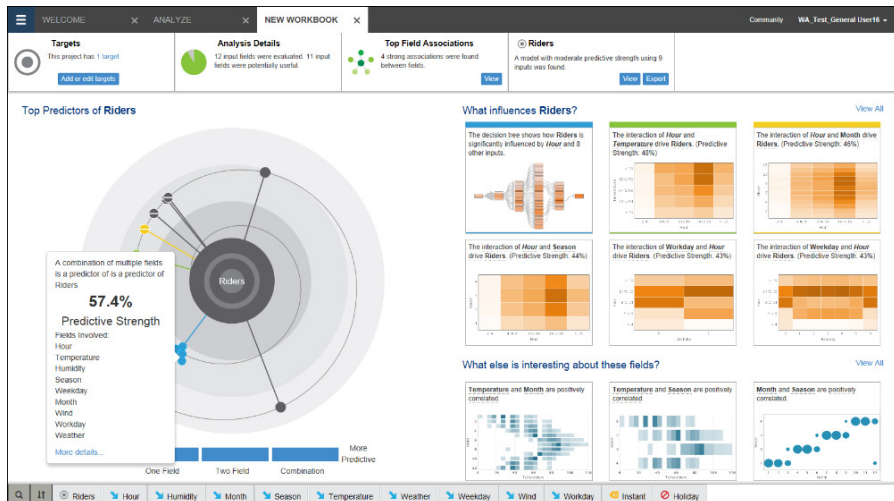 WELCOME
ANALYZE
NEW WORKBOOK
Community
WA_Test_General User16
Targets
This project has 1 target
Add or edit targets
Analysis Details
12 input fields were evaluated. 11 input
fields were potentially useful.
Top Field Associations
4 strong associations were found
between fields.
View
Riders
A model with moderate predictive strength using 9
inputs was found.
View
Export
Top Predictors of Riders
Riders
A combination of multiple fields
is a predictor of is a predictor of
Riders
57.4%
Predictive Strength
Fields Involved:
Hour
Temperature
Humidity
Season
Weekday
Month
Wind
Workday
Weather
More details...
One Field
Two Field
Combination
More
Predictive
What influences Riders?
View All
The decision tree shows how Riders is
significantly influenced by Hour and 8
other inputs.
The interaction of Hour and
Temperature drive Riders. (Predictive
Strength: 48%)
Hour
The interaction of Hour and Month drive
Riders. (Predictive Strength: 46%)
Hour
The interaction of Hour and Season
drive Riders. (Predictive Strength: 44%)
Hour
The interaction of Workday and Hour
drive Riders. (Predictive Strength: 43%)
Workday
The interaction of Weekday and Hour
drive Riders. (Predictive Strength: 43%)
Weekday
What else is interesting about these fields?
View All
Temperature and Month are positively
correlated.
Temperature
Temperature and Season are positively
correlated.
Temperature
Month and Season are positively
correlated.
Month
Riders
Hour
Humidity
Month
Season
Temperature
Weather
Weekday
Wind
Workday
Instant
Holiday